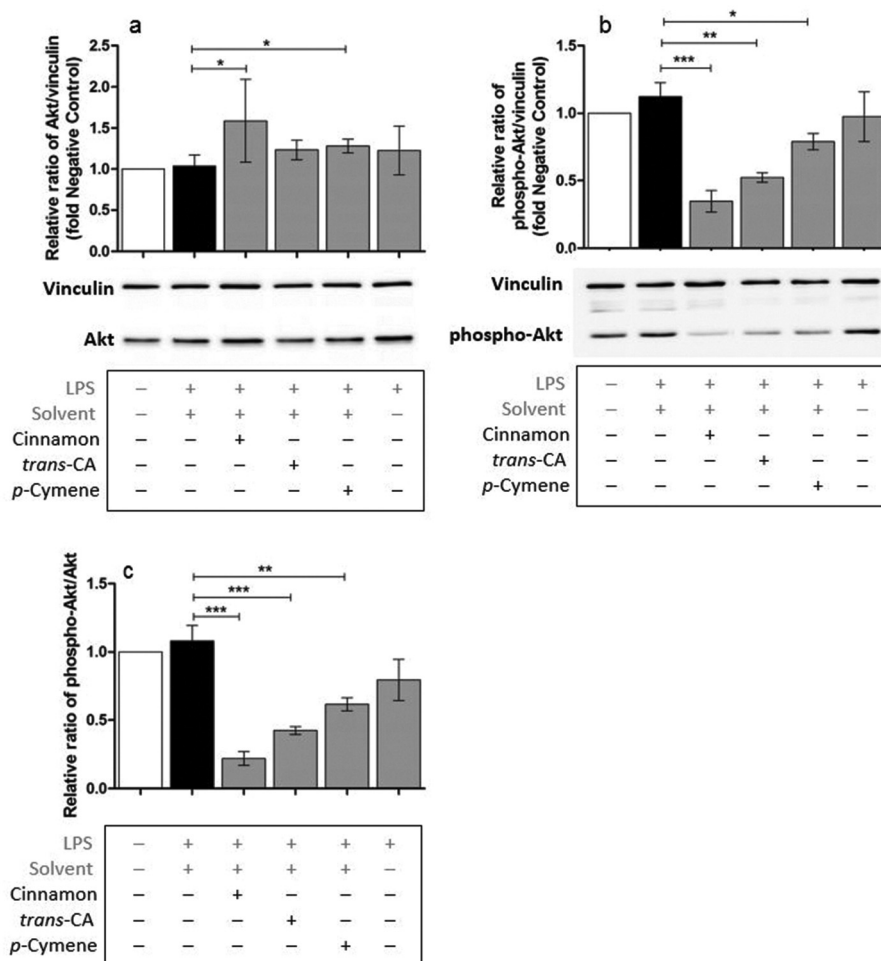 a
Relative ratio of Akt/vinculin
(fold Negative Control)
2.5
2.0
1.5
1.0
0.5
0.0
*
*
Vinculin
Akt
LPS – + + + + +
Solvent – + + + + –
Cinnamon – – + – – –
trans-CA – – – + – –
p-Cymene – – – – + –
b
Relative ratio of
phospho-Akt/vinculin
(fold Negative Control)
1.5
1.0
0.5
0.0
*
**
***
Vinculin
phospho-Akt
LPS – + + + + +
Solvent – + + + + –
Cinnamon – – + – – –
trans-CA – – – + – –
p-Cymene – – – – + –
c
Relative ratio of phospho-Akt/Akt
1.5
1.0
0.5
0.0
**
***
***
LPS – + + + + +
Solvent – + + + + –
Cinnamon – – + – – –
trans-CA – – – + – –
p-Cymene – – – – + –